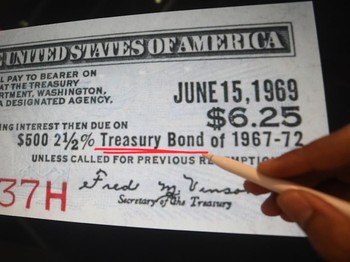 UNITED STATES OF AMERICA
PAY TO BEARER ON
AT THE TREASURY
RTMENT, WASHINGTON,
A DESIGNATED AGENCY.
JUNE 15, 1969
$6.25
ING INTEREST THEN DUE ON
$500 2½% Treasury Bond of 1967-72
UNLESS CALLED FOR PREVIOUS
37H
Fred M Vinson
Secretary of the Treasury